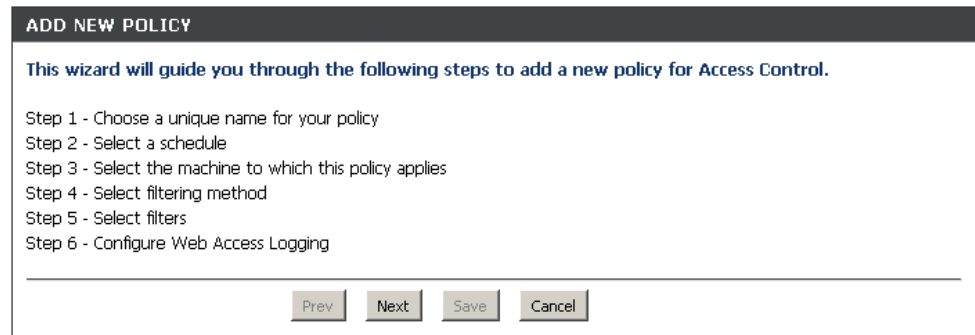 ADD NEW POLICY
This wizard will guide you through the following steps to add a new policy for Access Control.
Step 1 - Choose a unique name for your policy
Step 2 - Select a schedule
Step 3 - Select the machine to which this policy applies
Step 4 - Select filtering method
Step 5 - Select filters
Step 6 - Configure Web Access Logging
Prev Next Save Cancel